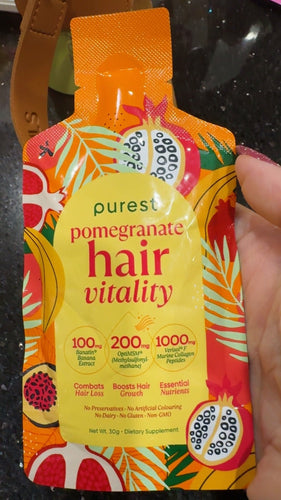 purest
pomegranate
hair
vitality
100mg
Banatin®
Banana
Extract
200mg
OptiMSM®
(Methylsulfonyl-
methane)
1000mg
Verisol® F
Marine Collagen
Peptides
Combats
Hair Loss
Boosts Hair
Growth
Essential
Nutrients
No Preservatives • No Artificial Colouring
No Dairy • No Gluten • Non-GMO
Net Wt. 30g • Dietary Supplement